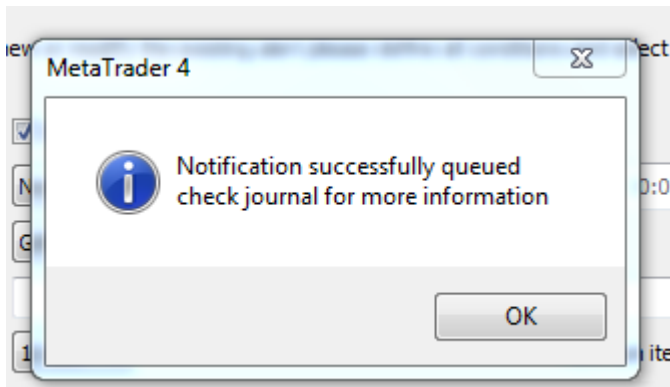 MetaTrader 4
Notification successfully queued
check journal for more information
OK